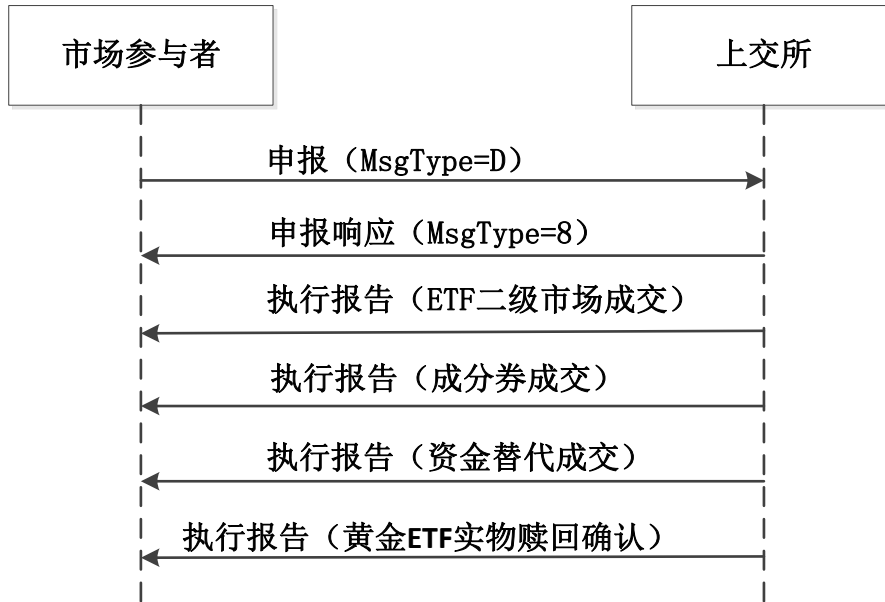 市场参与者
上交所
申报（MsgType=D）
申报响应（MsgType=8）
执行报告（ETF二级市场成交）
执行报告（成分券成交）
执行报告（资金替代成交）
执行报告（黄金ETF实物赎回确认）